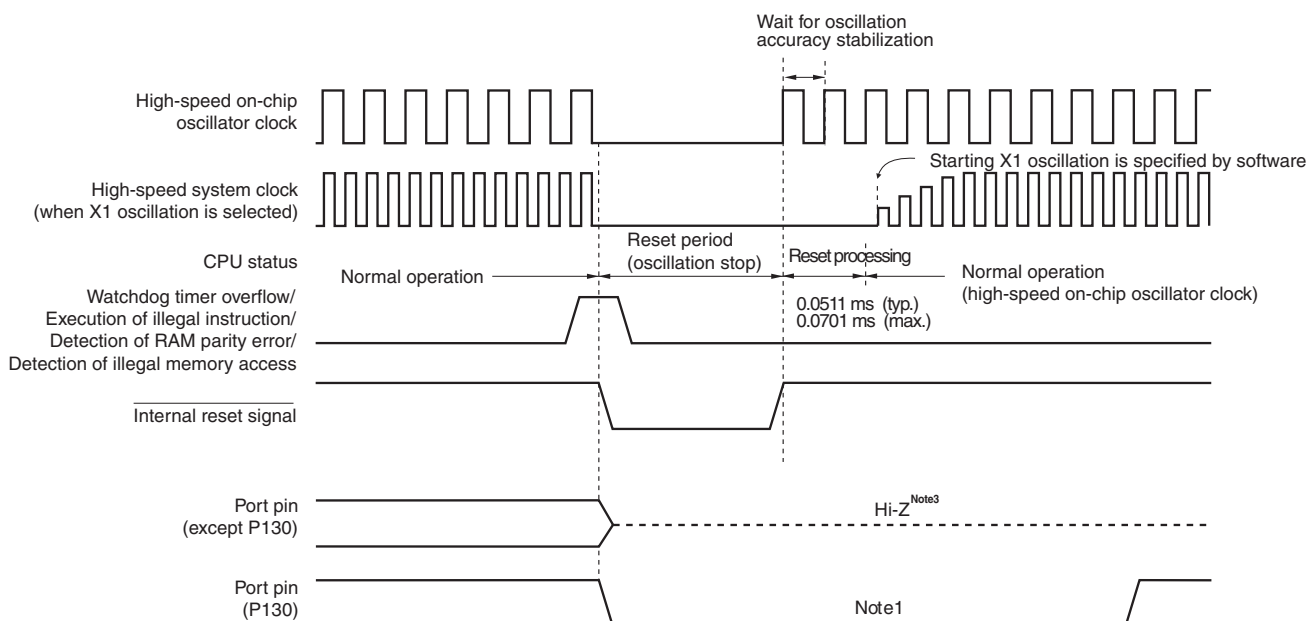 Wait for oscillation
accuracy stabilization
High-speed on-chip
oscillator clock
Starting X1 oscillation is specified by software
High-speed system clock
(when X1 oscillation is selected)
CPU status
Normal operation
Reset period
(oscillation stop)
Reset processing
Normal operation
(high-speed on-chip oscillator clock)
0.0511 ms (typ.)
0.0701 ms (max.)
Watchdog timer overflow/
Execution of illegal instruction/
Detection of RAM parity error/
Detection of illegal memory access
Internal reset signal
Port pin
(except P130)
Hi-Z Note3
Port pin
(P130)
Note1